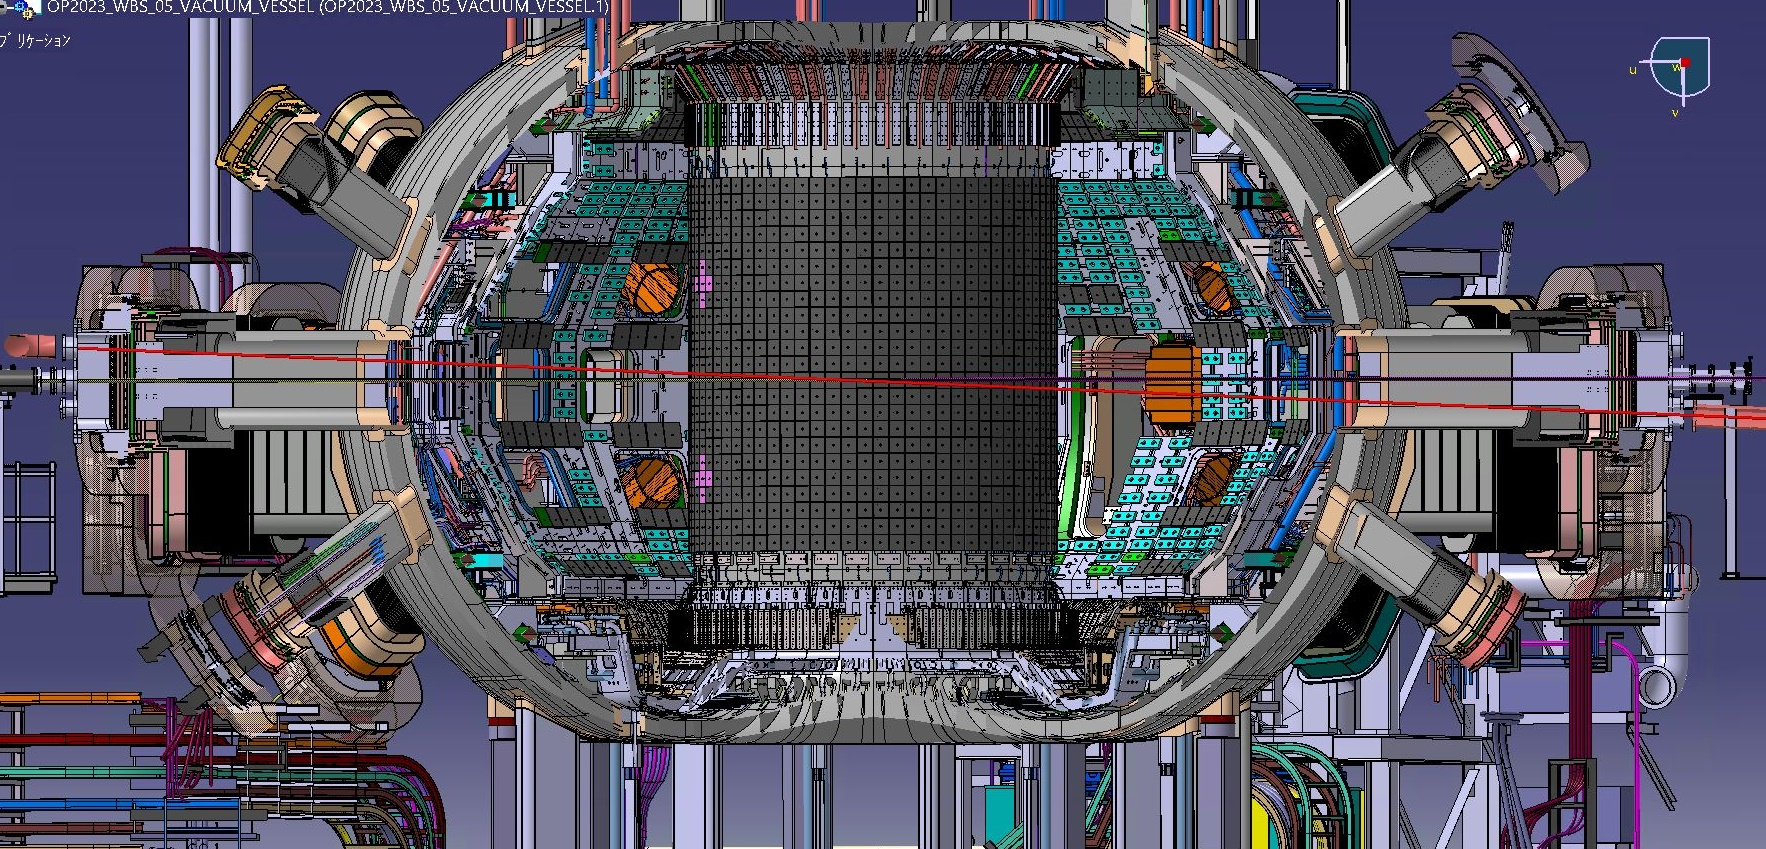 OP2023_WBS_05_VACUUM_VESSEL (OP2023_WBS_05_VACUUM_VESSEL.1)
プリケーション
u
w
v